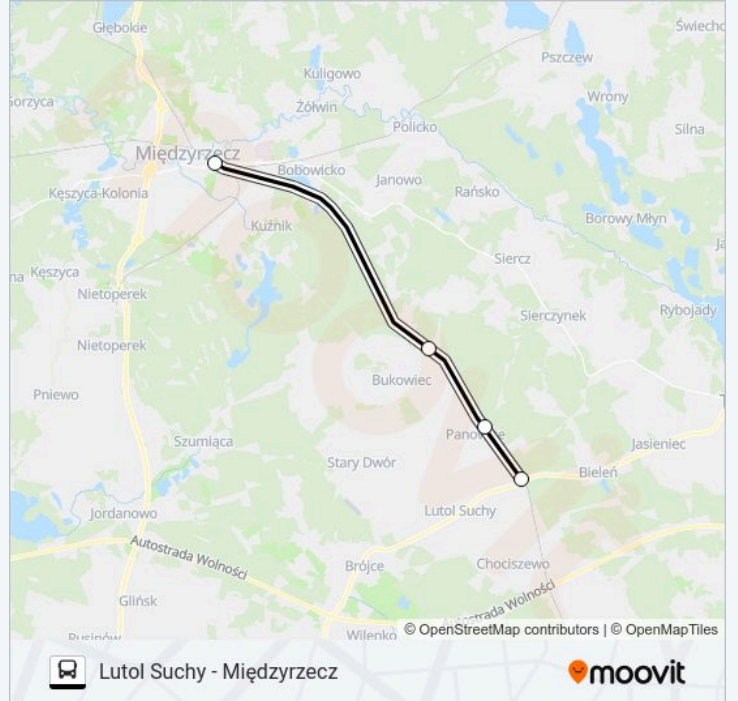 Głębokie
Pszczew
Kuligowo
Wrony
Żółwin
Policko
Silna
Międzyrzecz
Bobowicko
Janowo
Kęszyca-Kolonia
Rańsko
Borowy Młyn
Kuźnik
Siercz
Kęszyca
Nietoperek
Rybojady
Sierczynek
Nietoperek
Bukowiec
Pniewo
Szumiąca
Jasieniec
Stary Dwór
Bieleń
Lutol Suchy
Jordanowo
Autostrada Wolności
Brójce
Chociszewo
Autostrada Wolności
Glińsk
Wilenko
© OpenStreetMap contributors | © OpenMapTiles
Lutol Suchy - Międzyrzecz
moovit